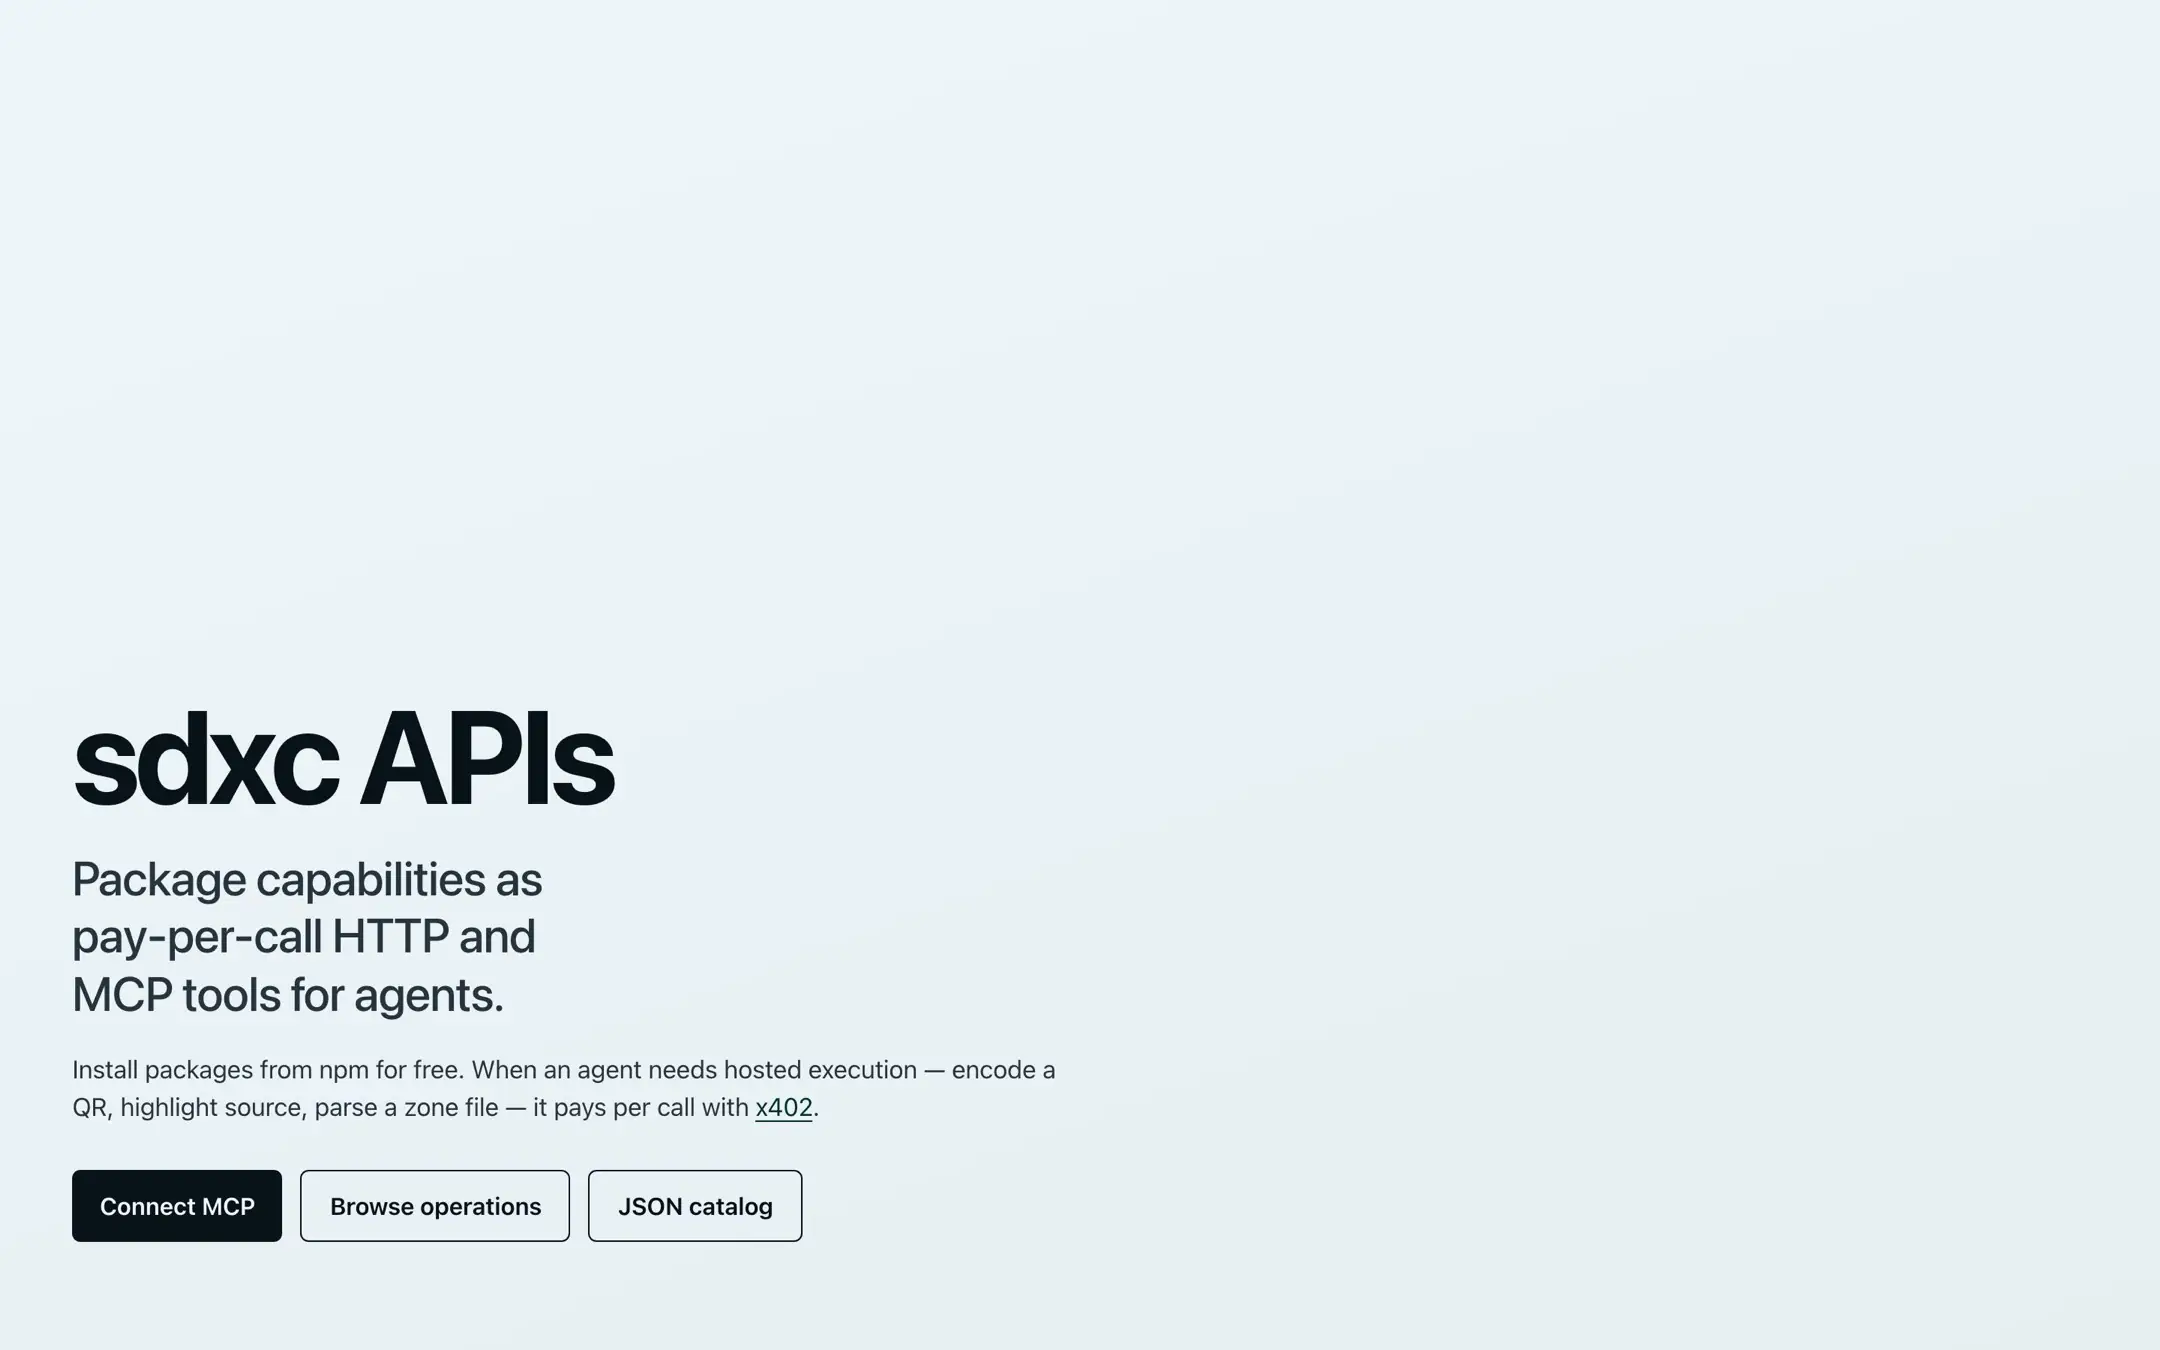 sdxc APIs
Package capabilities as
pay-per-call HTTP and
MCP tools for agents.
Install packages from npm for free. When an agent needs hosted execution — encode a
QR, highlight source, parse a zone file — it pays per call with x402.
Connect MCP
Browse operations
JSON catalog